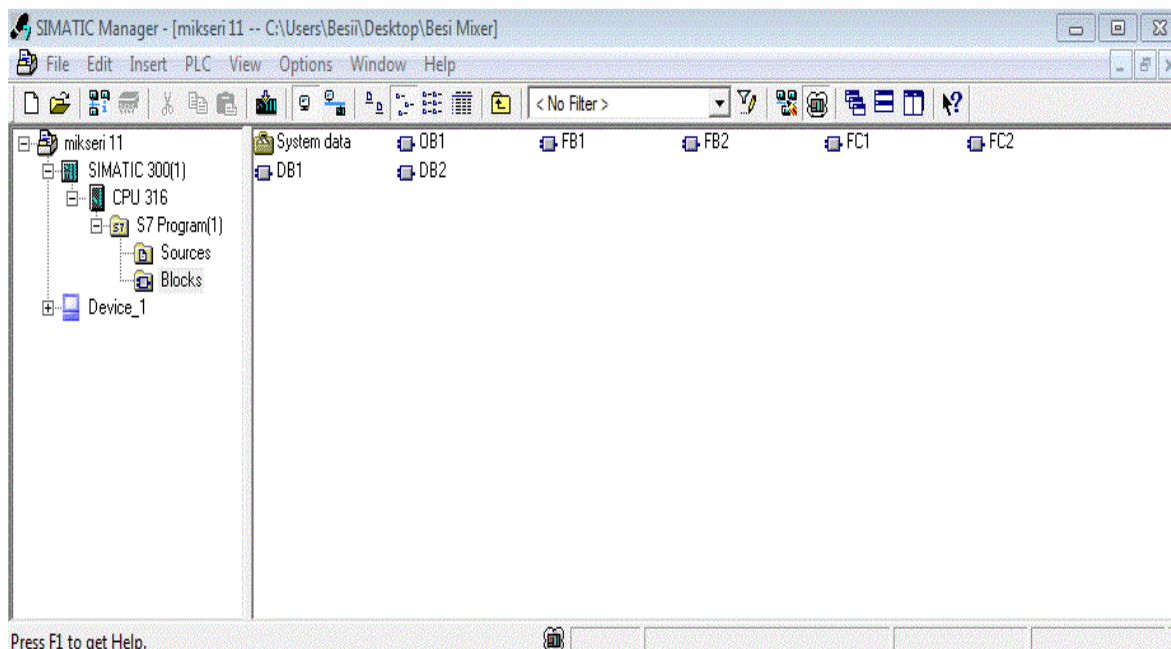 SIMATIC Manager - [mikseri 11 -- C:\Users\Besii\Desktop\Besi Mixer]
File Edit Insert PLC View Options Window Help
< No Filter >
mikseri 11
SIMATIC 300(1)
CPU 316
S7 Program(1)
Sources
Blocks
Device_1
System data OB1 FB1 FB2 FC1 FC2
DB1 DB2
Press F1 to get Help.